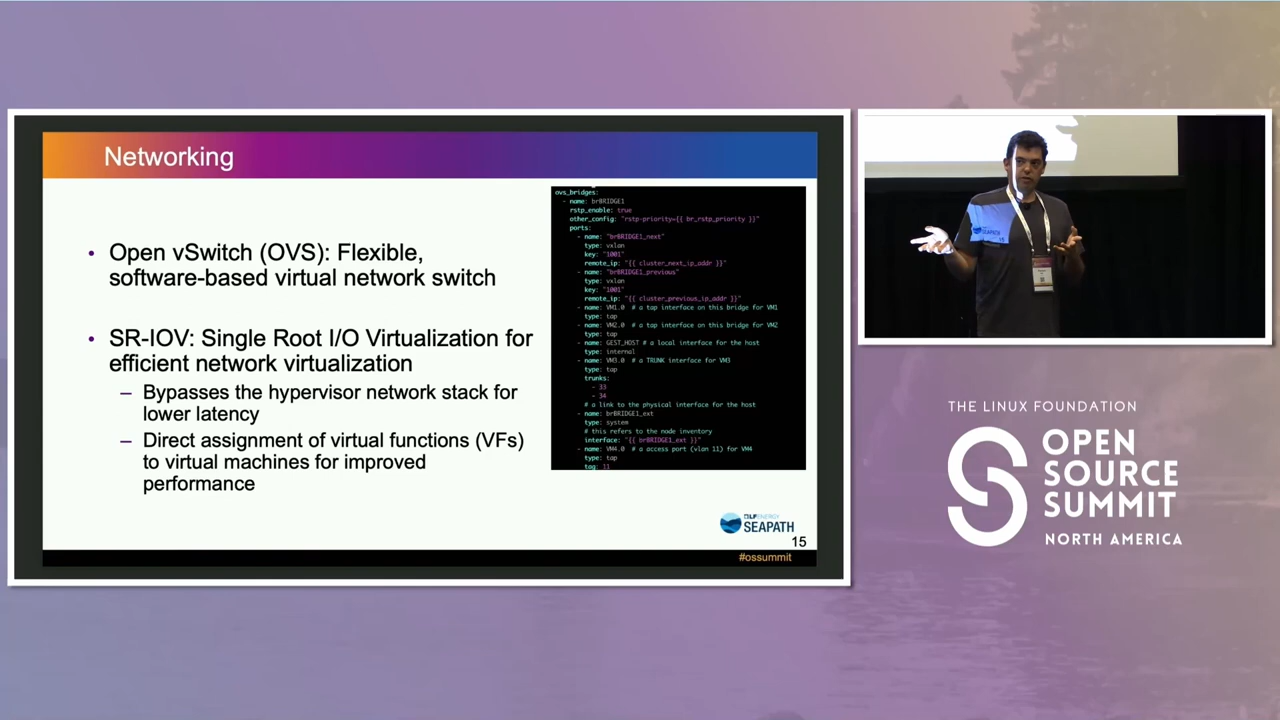 Networking
• Open vSwitch (OVS): Flexible,
software-based virtual network switch
• SR-IOV: Single Root I/O Virtualization for
efficient network virtualization
– Bypasses the hypervisor network stack for
lower latency
– Direct assignment of virtual functions (VFs)
to virtual machines for improved
performance
ovs_bridges:
- name: brBRIDGE1
rstp_enable: true
other_config: "rstp-priority={{ br_rstp_priority }}"
ports:
- name: "brBRIDGE1_next"
type: vxlan
key: "1001"
remote_ip: "{{ cluster_next_ip_addr }}"
- name: "brBRIDGE1_previous"
type: vxlan
key: "1001"
remote_ip: "{{ cluster_previous_ip_addr }}"
- name: VM1.0 # a tap interface on this bridge for VM1
type: tap
- name: VM2.0 # a tap interface on this bridge for VM2
type: tap
- name: GEST_HOST # a local interface for the host
type: internal
- name: VM3.0 # a TRUNK interface for VM3
type: tap
trunks:
- 33
- 34
# a link to the physical interface for the host
- name: brBRIDGE1_ext
type: system
# this refers to the node inventory
interface: "{{ brBRIDGE1_ext }}"
- name: VM4.0 # a access port (vlan 11) for VM4
type: tap
tag: 11
LFENERGY
SEAPATH
15
#ossummit
SEAPATH
15
THE LINUX FOUNDATION
OPEN
SOURCE
SUMMIT
NORTH AMERICA